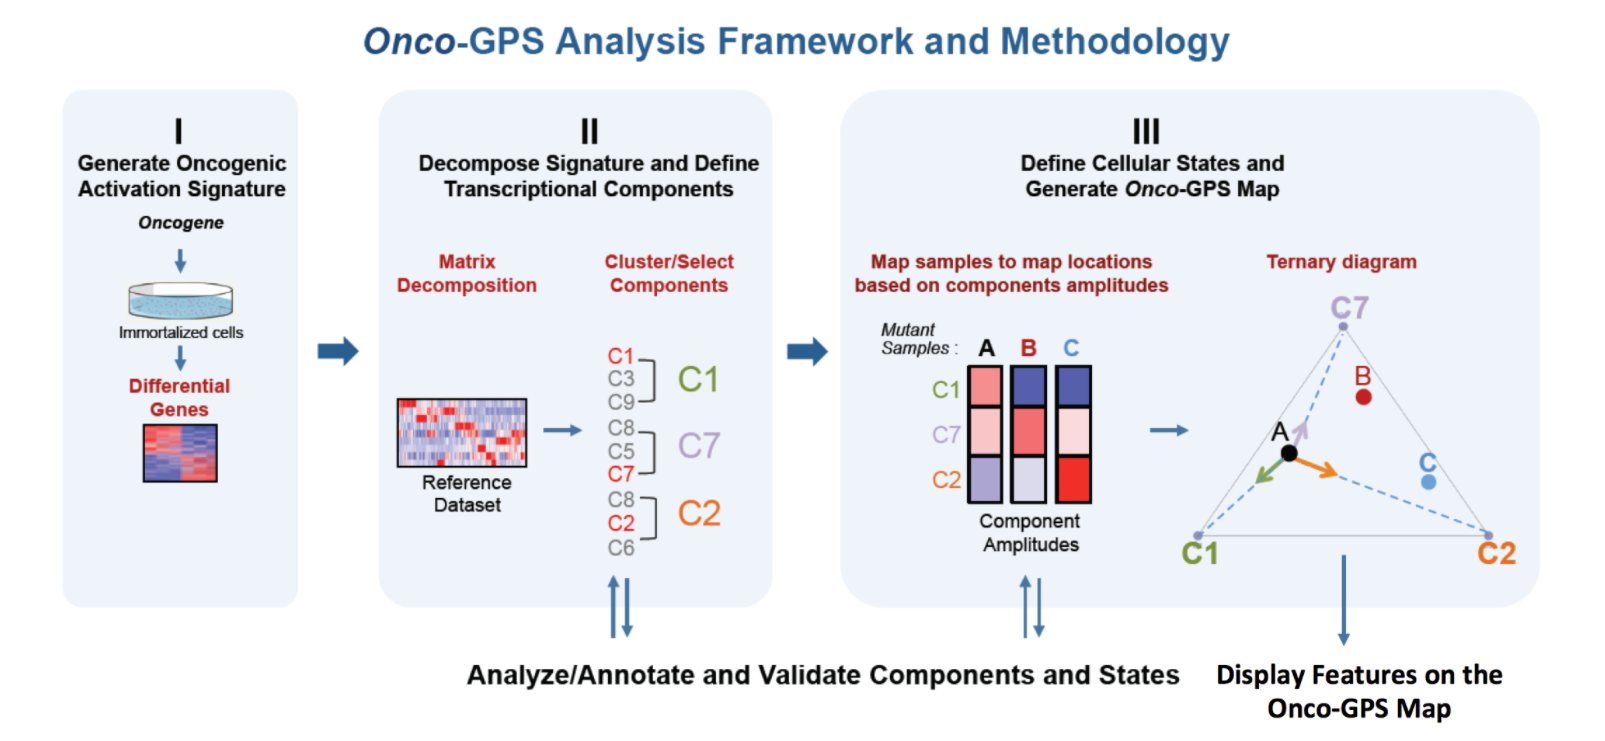 Onco-GPS Analysis Framework and Methodology
I
Generate Oncogenic
Activation Signature
Oncogene
Immortalized cells
Differential
Genes
II
Decompose Signature and Define
Transcriptional Components
Matrix
Decomposition
Reference
Dataset
Cluster/Select
Components
C1
C3
C9
C1
C8
C5
C7
C7
C8
C2
C6
C2
III
Define Cellular States and
Generate Onco-GPS Map
Map samples to map locations
based on components amplitudes
Mutant
Samples : A B C
C1
C7
C2
Component
Amplitudes
Ternary diagram
C7
B
A
C
C1
C2
Analyze/Annotate and Validate Components and States
Display Features on the
Onco-GPS Map